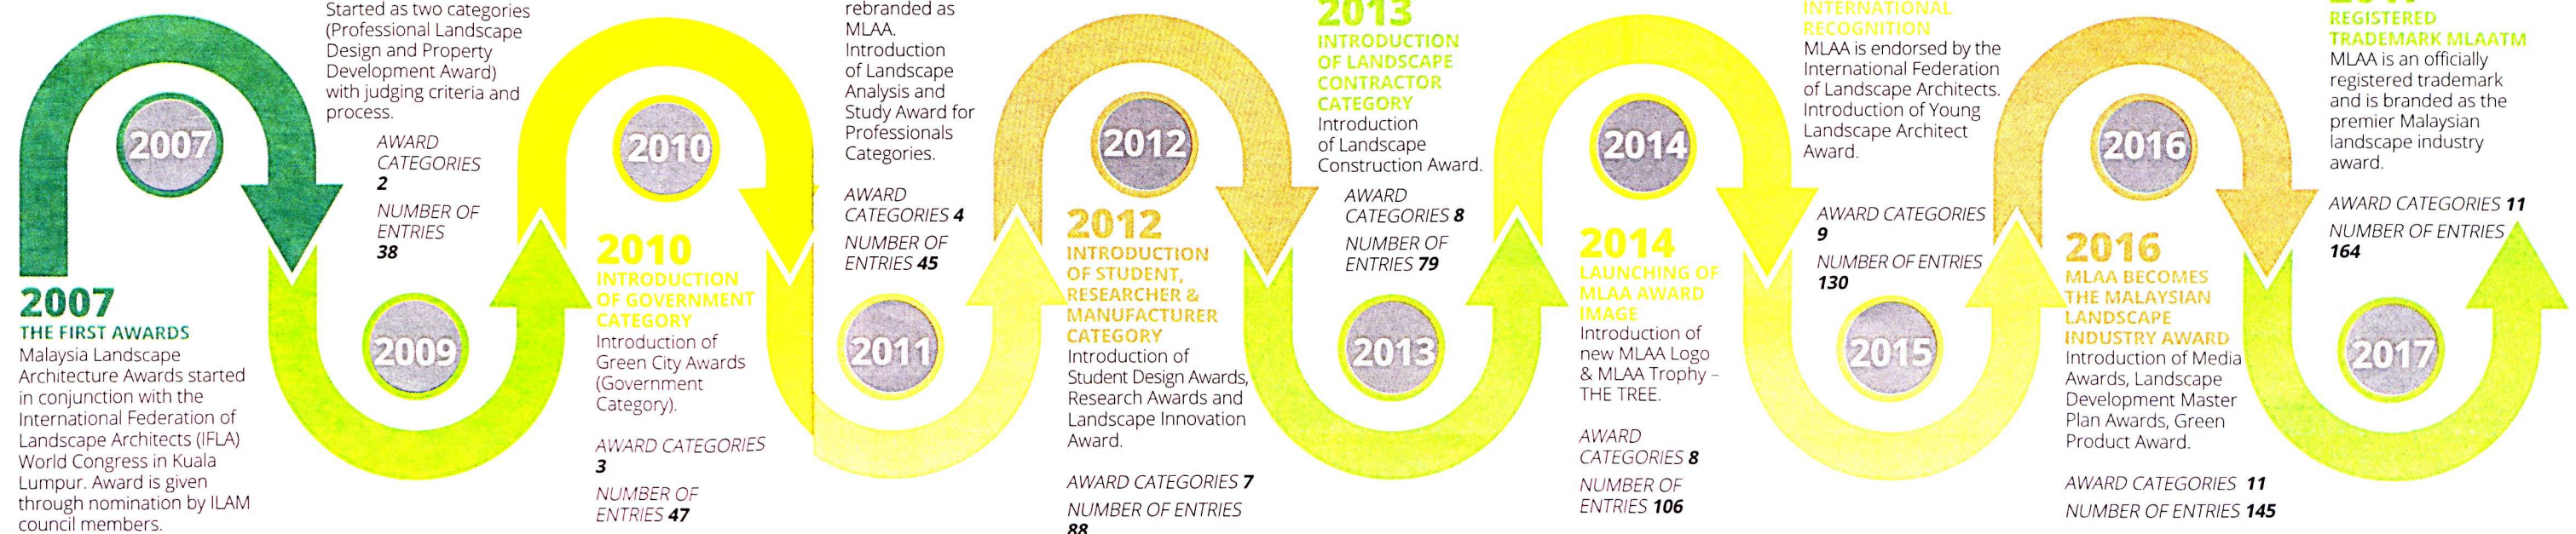 2007
2007
THE FIRST AWARDS
Malaysia Landscape
Architecture Awards started
in conjunction with the
International Federation of
Landscape Architects (IFLA)
World Congress in Kuala
Lumpur. Award is given
through nomination by ILAM
council members.
Started as two categories
(Professional Landscape
Design and Property
Development Award)
with judging criteria and
process.
AWARD
CATEGORIES
2
NUMBER OF
ENTRIES
38
2009
2010
2010
INTRODUCTION
OF GOVERNMENT
CATEGORY
Introduction of
Green City Awards
(Government
Category).
AWARD CATEGORIES
3
NUMBER OF
ENTRIES 47
rebranded as
MLAA.
Introduction
of Landscape
Analysis and
Study Award for
Professionals
Categories.
AWARD
CATEGORIES 4
NUMBER OF
ENTRIES 45
2011
2012
2012
INTRODUCTION
OF STUDENT,
RESEARCHER &
MANUFACTURER
CATEGORY
Introduction of
Student Design Awards,
Research Awards and
Landscape Innovation
Award.
AWARD CATEGORIES 7
NUMBER OF ENTRIES
88
2013
INTRODUCTION
OF LANDSCAPE
CONTRACTOR
CATEGORY
Introduction
of Landscape
Construction Award.
AWARD
CATEGORIES 8
NUMBER OF
ENTRIES 79
2013
2014
2014
LAUNCHING OF
MLAA AWARD
IMAGE
Introduction of
new MLAA Logo
& MLAA Trophy –
THE TREE.
AWARD
CATEGORIES 8
NUMBER OF
ENTRIES 106
INTERNATIONAL
RECOGNITION
MLAA is endorsed by the
International Federation
of Landscape Architects.
Introduction of Young
Landscape Architect
Award.
AWARD CATEGORIES
9
NUMBER OF ENTRIES
130
2015
2016
2016
MLAA BECOMES
THE MALAYSIAN
LANDSCAPE
INDUSTRY AWARD
Introduction of Media
Awards, Landscape
Development Master
Plan Awards, Green
Product Award.
AWARD CATEGORIES 11
NUMBER OF ENTRIES 145
REGISTERED
TRADEMARK MLAATM
MLAA is an officially
registered trademark
and is branded as the
premier Malaysian
landscape industry
award.
AWARD CATEGORIES 11
NUMBER OF ENTRIES
164
2017